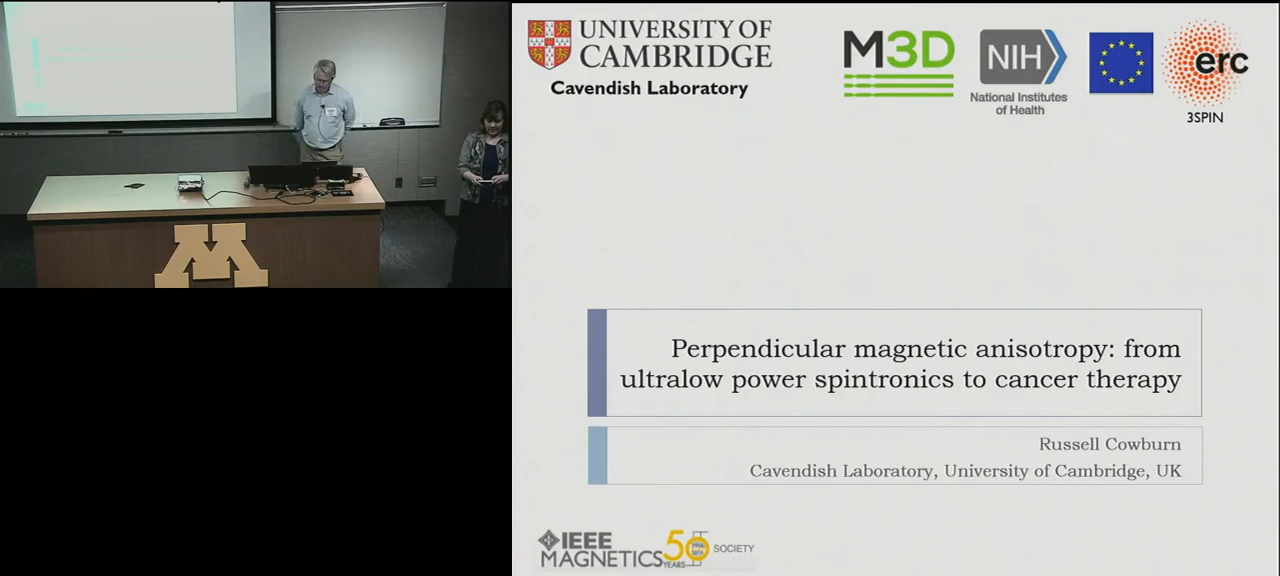 UNIVERSITY OF
CAMBRIDGE
Cavendish Laboratory
M3D
NIH
National Institutes
of Health
erc
3SPIN
M
Perpendicular magnetic anisotropy: from
ultralow power spintronics to cancer therapy
Russell Cowburn
Cavendish Laboratory, University of Cambridge, UK
IEEE
MAGNETICS
50
YEARS
SOCIETY